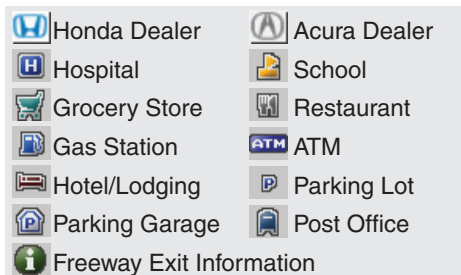 Honda Dealer Acura Dealer
H Hospital School
Grocery Store Restaurant
Gas Station ATM ATM
Hotel/Lodging P Parking Lot
P Parking Garage Post Office
i Freeway Exit Information